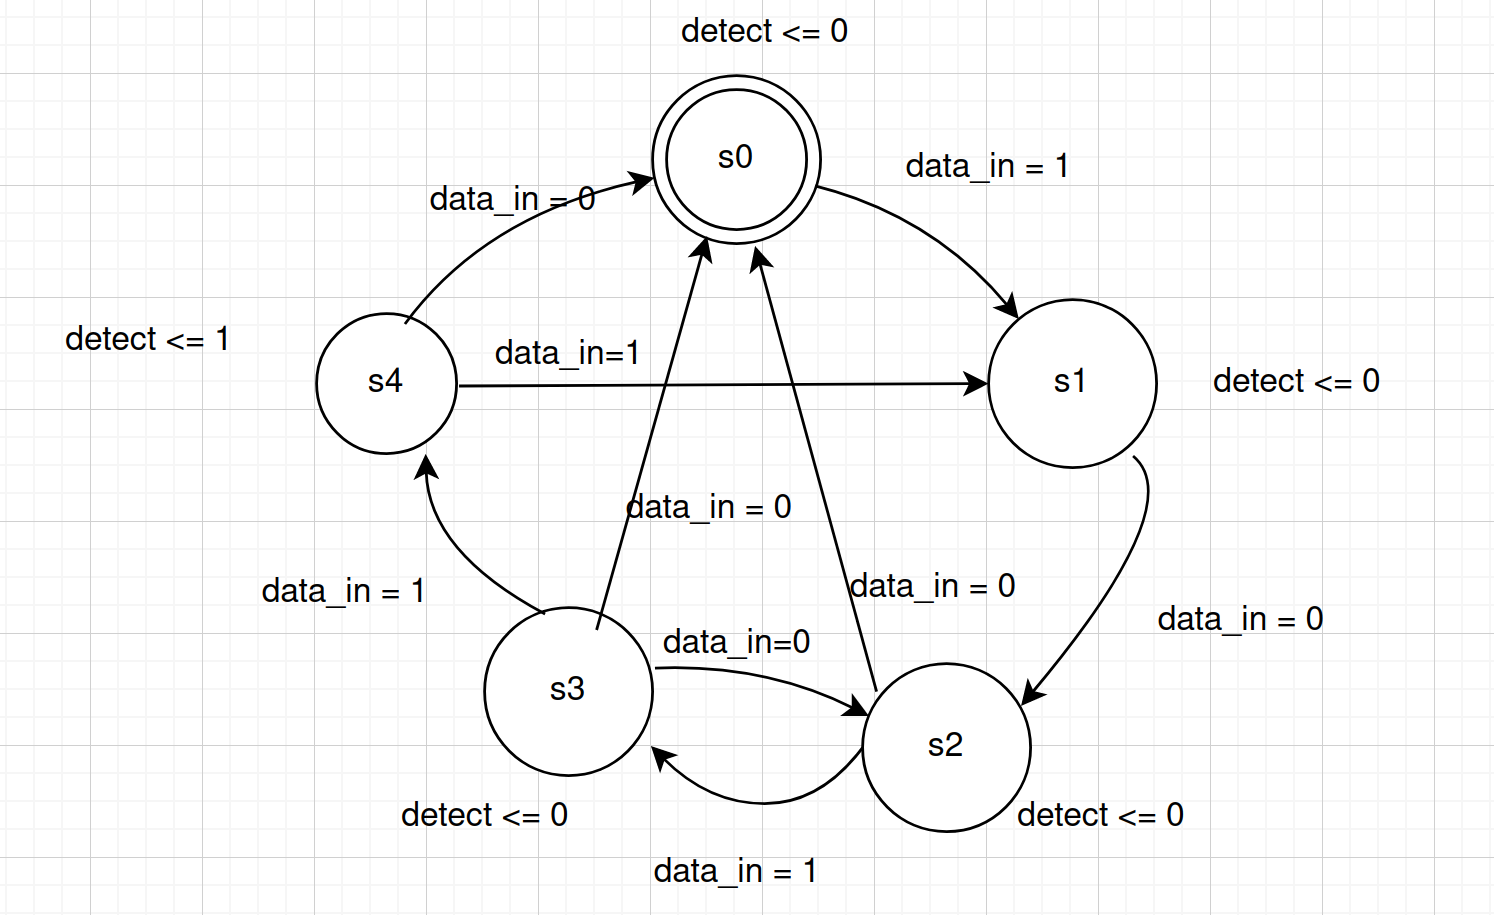 detect <= 0
s0
data_in = 1
data_in = 0
detect <= 1
data_in=1
s4
s1
detect <= 0
data_in = 0
data_in = 1
data_in = 0
data_in = 0
data_in=0
s3
s2
detect <= 0
detect <= 0
data_in = 1